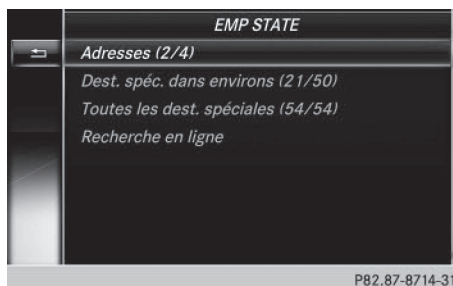 EMP STATE
Adresses (2/4)
Dest. spéc. dans environs (21/50)
Toutes les dest. spéciales (54/54)
Recherche en ligne
P82.87-8714-31